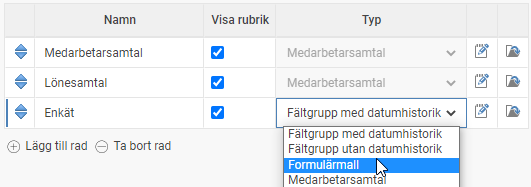 Namn Visa rubrik Typ
Medarbetarsamtal Medarbetarsamtal
Lönesamtal Medarbetarsamtal
Enkät Fältgrupp med datumhistorik
Fältgrupp med datumhistorik
Fältgrupp utan datumhistorik
Lägg till rad Ta bort rad
Formulärmall
Medarbetarsamtal